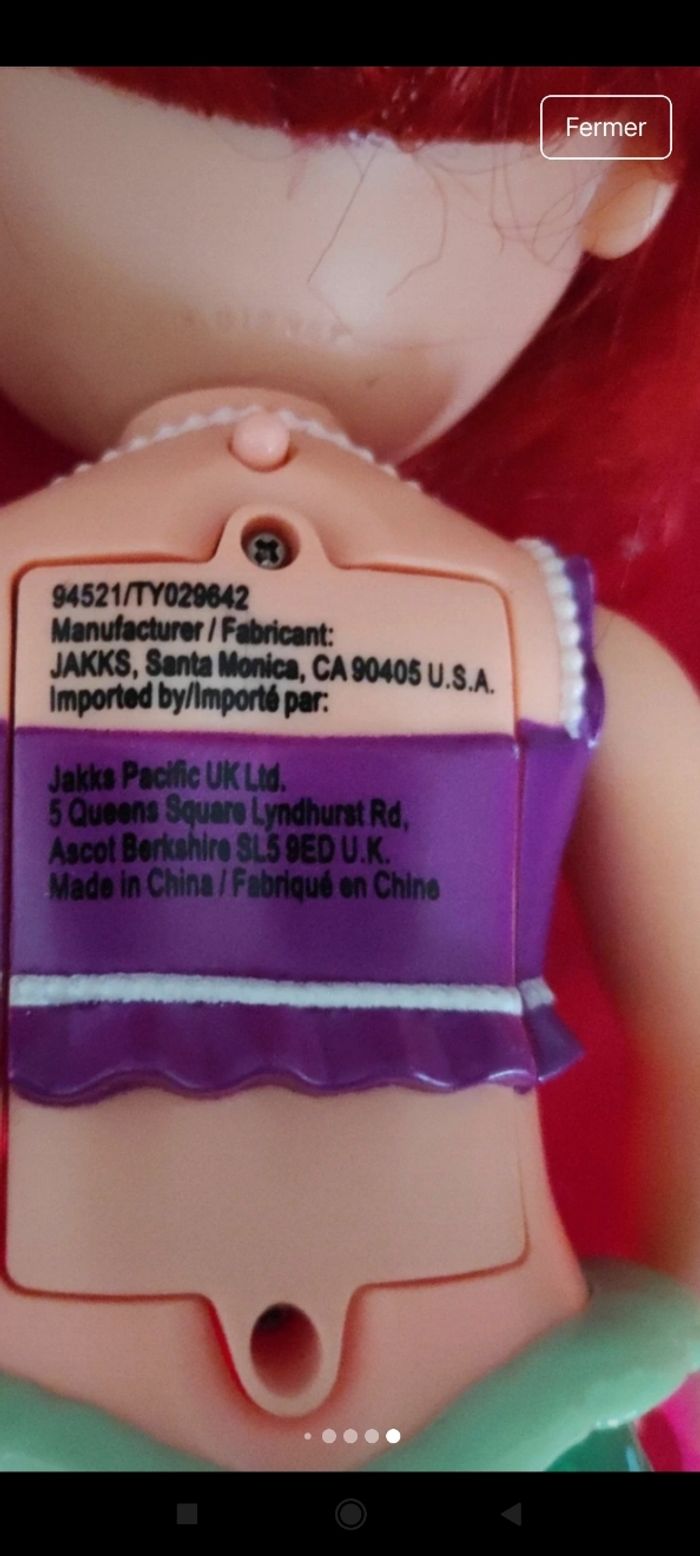 Fermer
94521/TY029642
Manufacturer / Fabricant:
JAKKS, Santa Monica, CA 90405 U.S.A.
Imported by/Importé par:
Jakks Pacific UK Ltd.
5 Queens Square Lyndhurst Rd,
Ascot Berkshire SL5 9ED U.K.
Made in China / Fabriqué en Chine